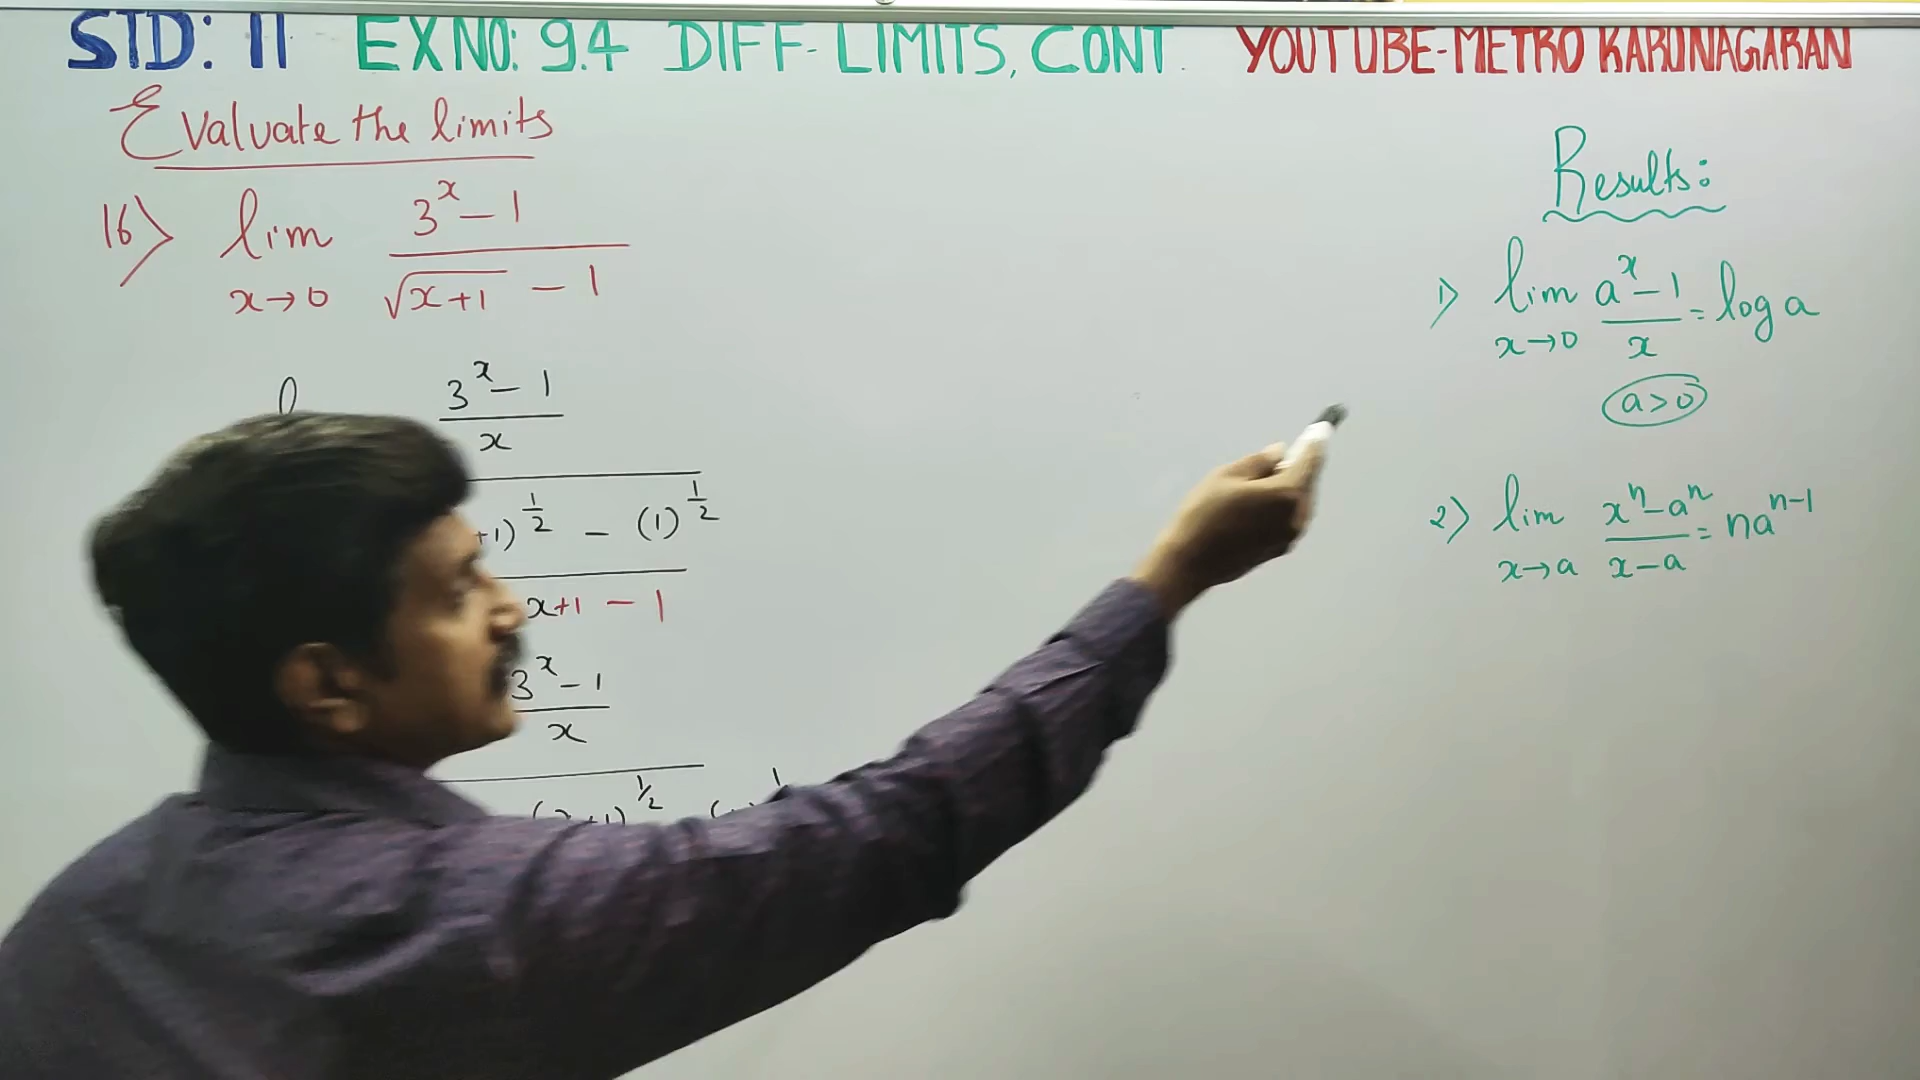 STD: 11 EX NO: 9.4 DIFF-LIMITS, CONT. YOUTUBE-METRO KARUNAGARAN
Evaluate the limits
16) lim x→0 (3^x - 1) / (√(x+1) - 1)
(3^x - 1) / x
+1)^(1/2) - (1)^(1/2)
x+1 - 1
(3^x - 1) / x
(x+1)^(1/2)
Results:
1) lim x→0 (a^x - 1) / x = log a
a>0
2) lim x→a (x^n - a^n) / (x - a) = na^(n-1)